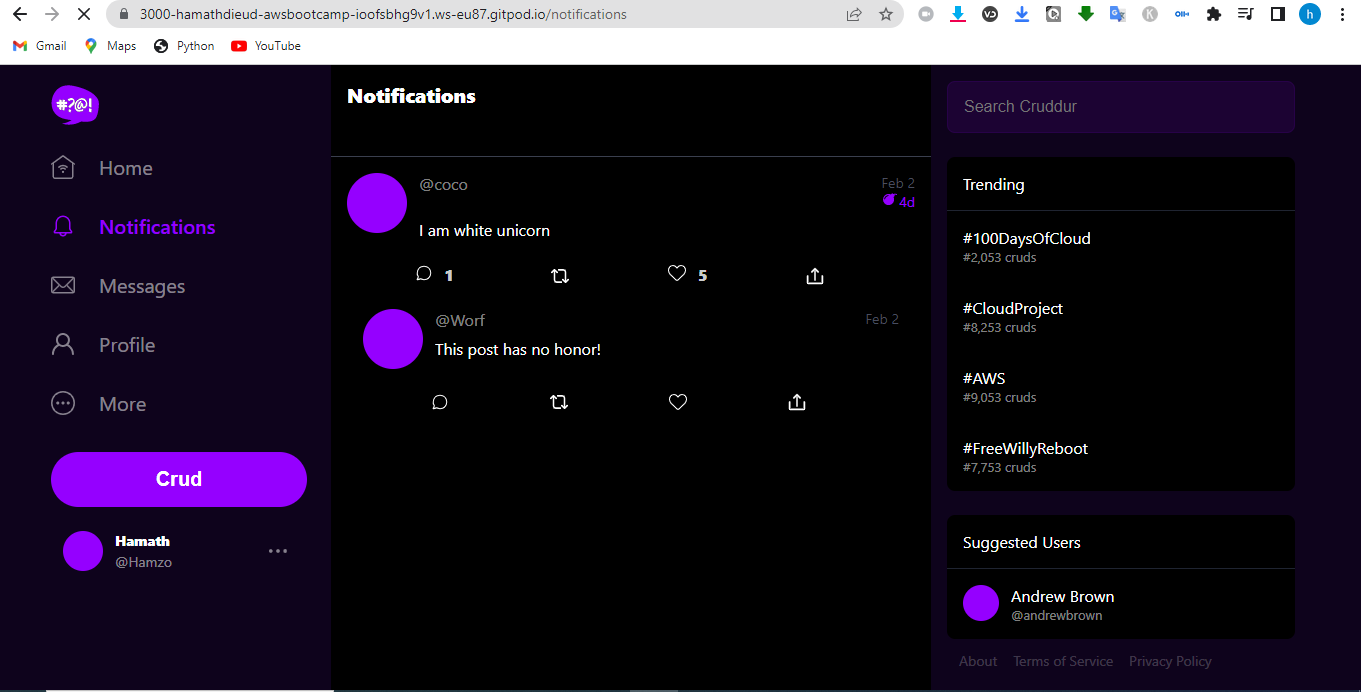 3000-hamathdieud-awsbootcamp-ioofsbhg9v1.ws-eu87.gitpod.io/notifications
Gmail
Maps
Python
YouTube
#?@!
Home
Notifications
Messages
Profile
More
Crud
Hamath
@Hamzo
Notifications
@coco
Feb 2
4d
I am white unicorn
1
5
@Worf
Feb 2
This post has no honor!
Search Cruddur
Trending
#100DaysOfCloud
#2,053 cruds
#CloudProject
#8,253 cruds
#AWS
#9,053 cruds
#FreeWillyReboot
#7,753 cruds
Suggested Users
Andrew Brown
@andrewbrown
About
Terms of Service
Privacy Policy